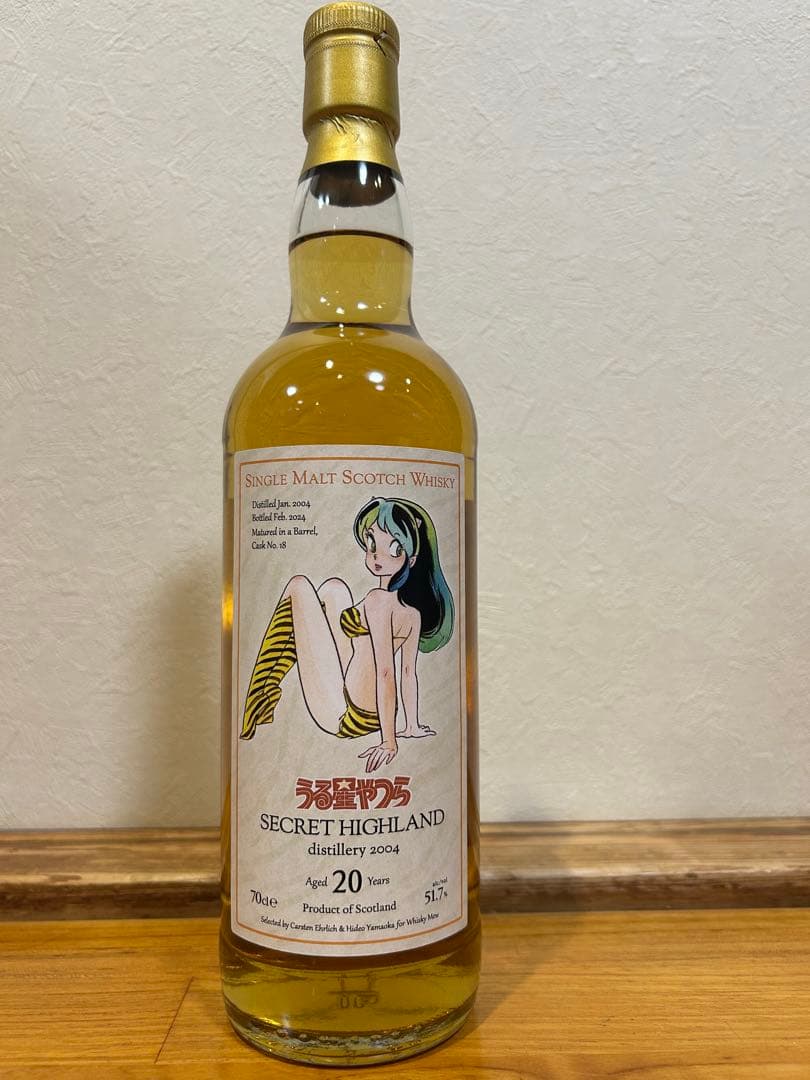 SINGLE MALT SCOTCH WHISKY
Distilled Jan. 2004
Bottled Feb. 2024
Matured in a Barrel,
Cask No. 18
うる星やつら
SECRET HIGHLAND
distillery 2004
Aged 20 Years
70cl e
alc./vol.
51.7%
Product of Scotland
Selected by Carsten Ehrlich & Hideo Yamaoka for Whisky Mew